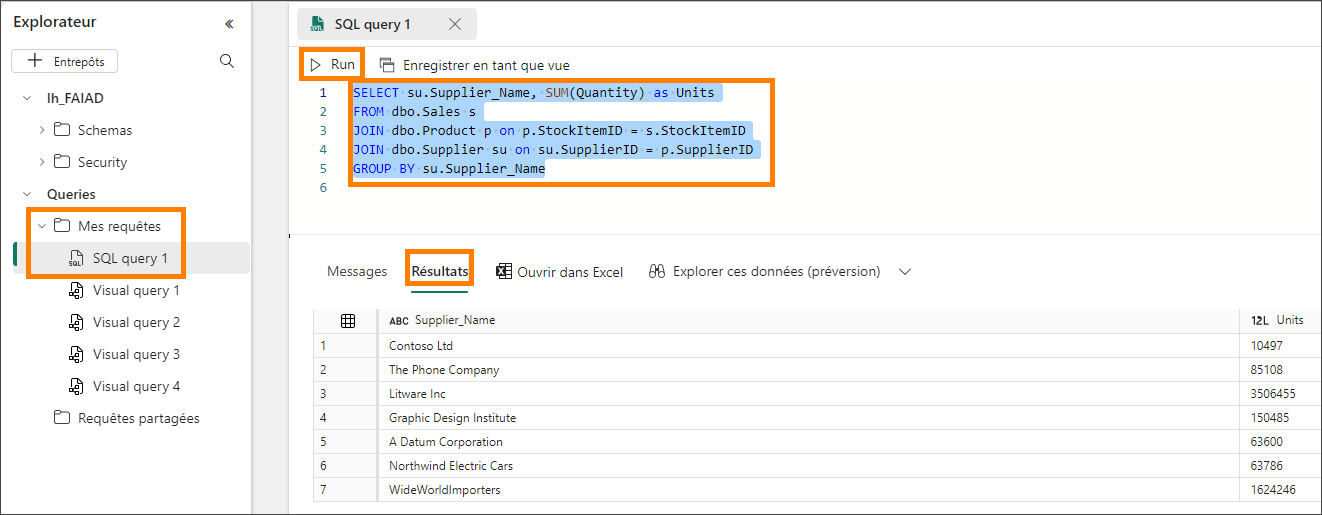 Explorateur «
+ Entrepôts
lh_FAIAD
Schemas
Security
Queries
Mes requêtes
SQL query 1
Visual query 1
Visual query 2
Visual query 3
Visual query 4
Requêtes partagées
SQL query 1
Run Enregistrer en tant que vue
1 SELECT su.Supplier_Name, SUM(Quantity) as Units
2 FROM dbo.Sales s
3 JOIN dbo.Product p on p.StockItemID = s.StockItemID
4 JOIN dbo.Supplier su on su.SupplierID = p.SupplierID
5 GROUP BY su.Supplier_Name
6
Messages Résultats Ouvrir dans Excel Explorer ces données (préversion)
ABC Supplier_Name 12L Units
1 Contoso Ltd 10497
2 The Phone Company 85108
3 Litware Inc 3506455
4 Graphic Design Institute 150485
5 A Datum Corporation 63600
6 Northwind Electric Cars 63786
7 WideWorldImporters 1624246